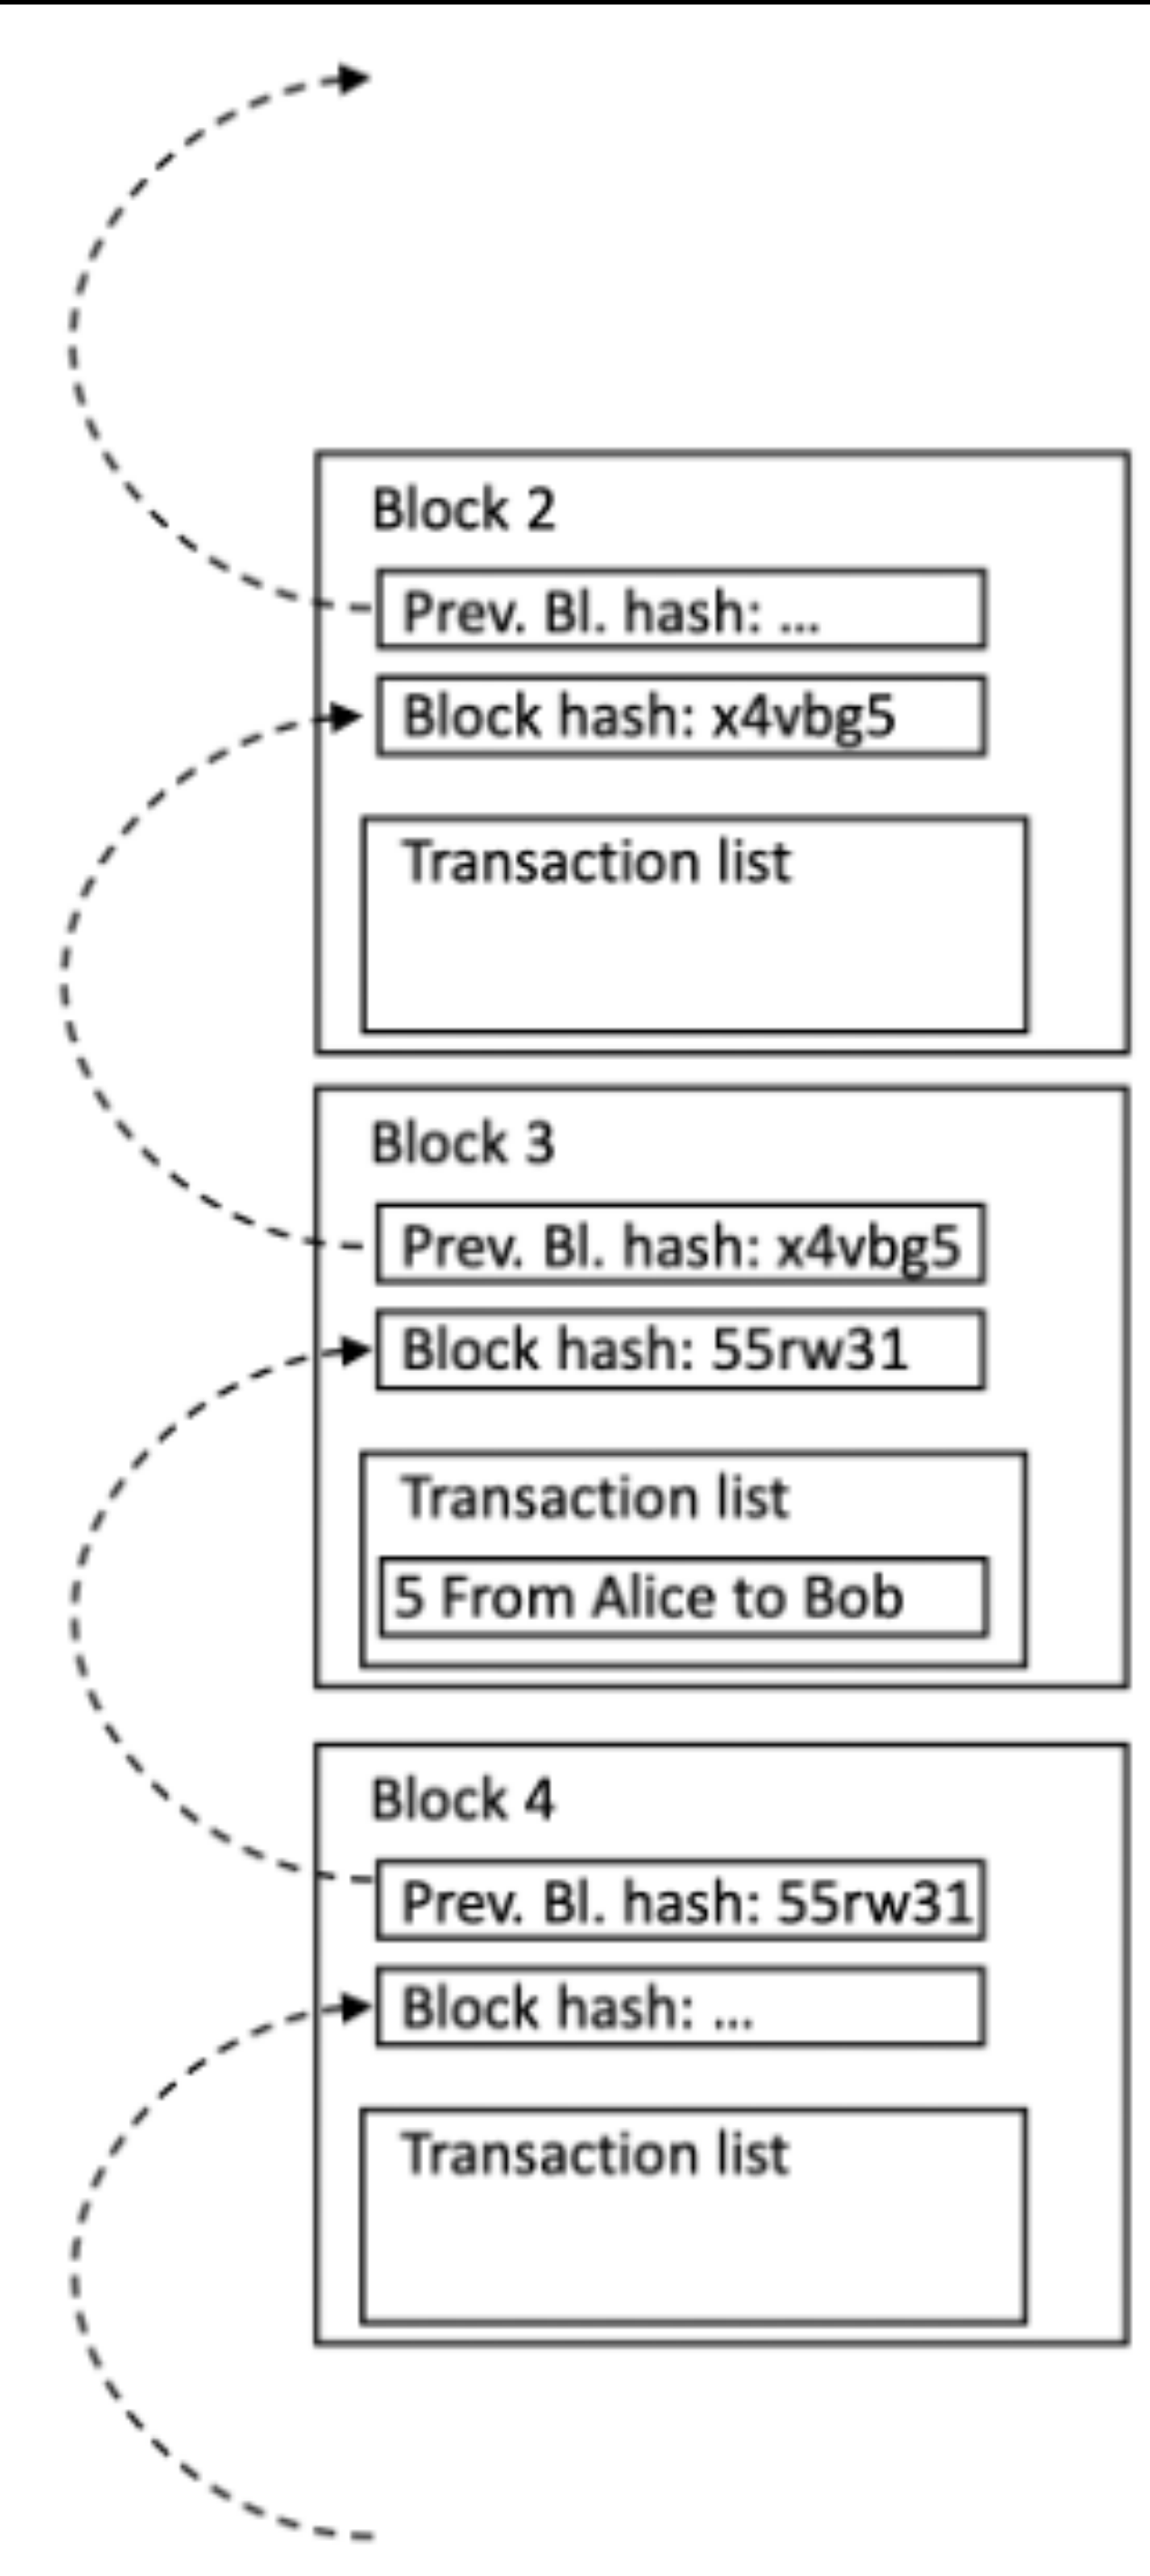 Block 2
Prev. Bl. hash: ...
Block hash: x4vbg5
Transaction list
Block 3
Prev. Bl. hash: x4vbg5
Block hash: 55rw31
Transaction list
5 From Alice to Bob
Block 4
Prev. Bl. hash: 55rw31
Block hash: ...
Transaction list